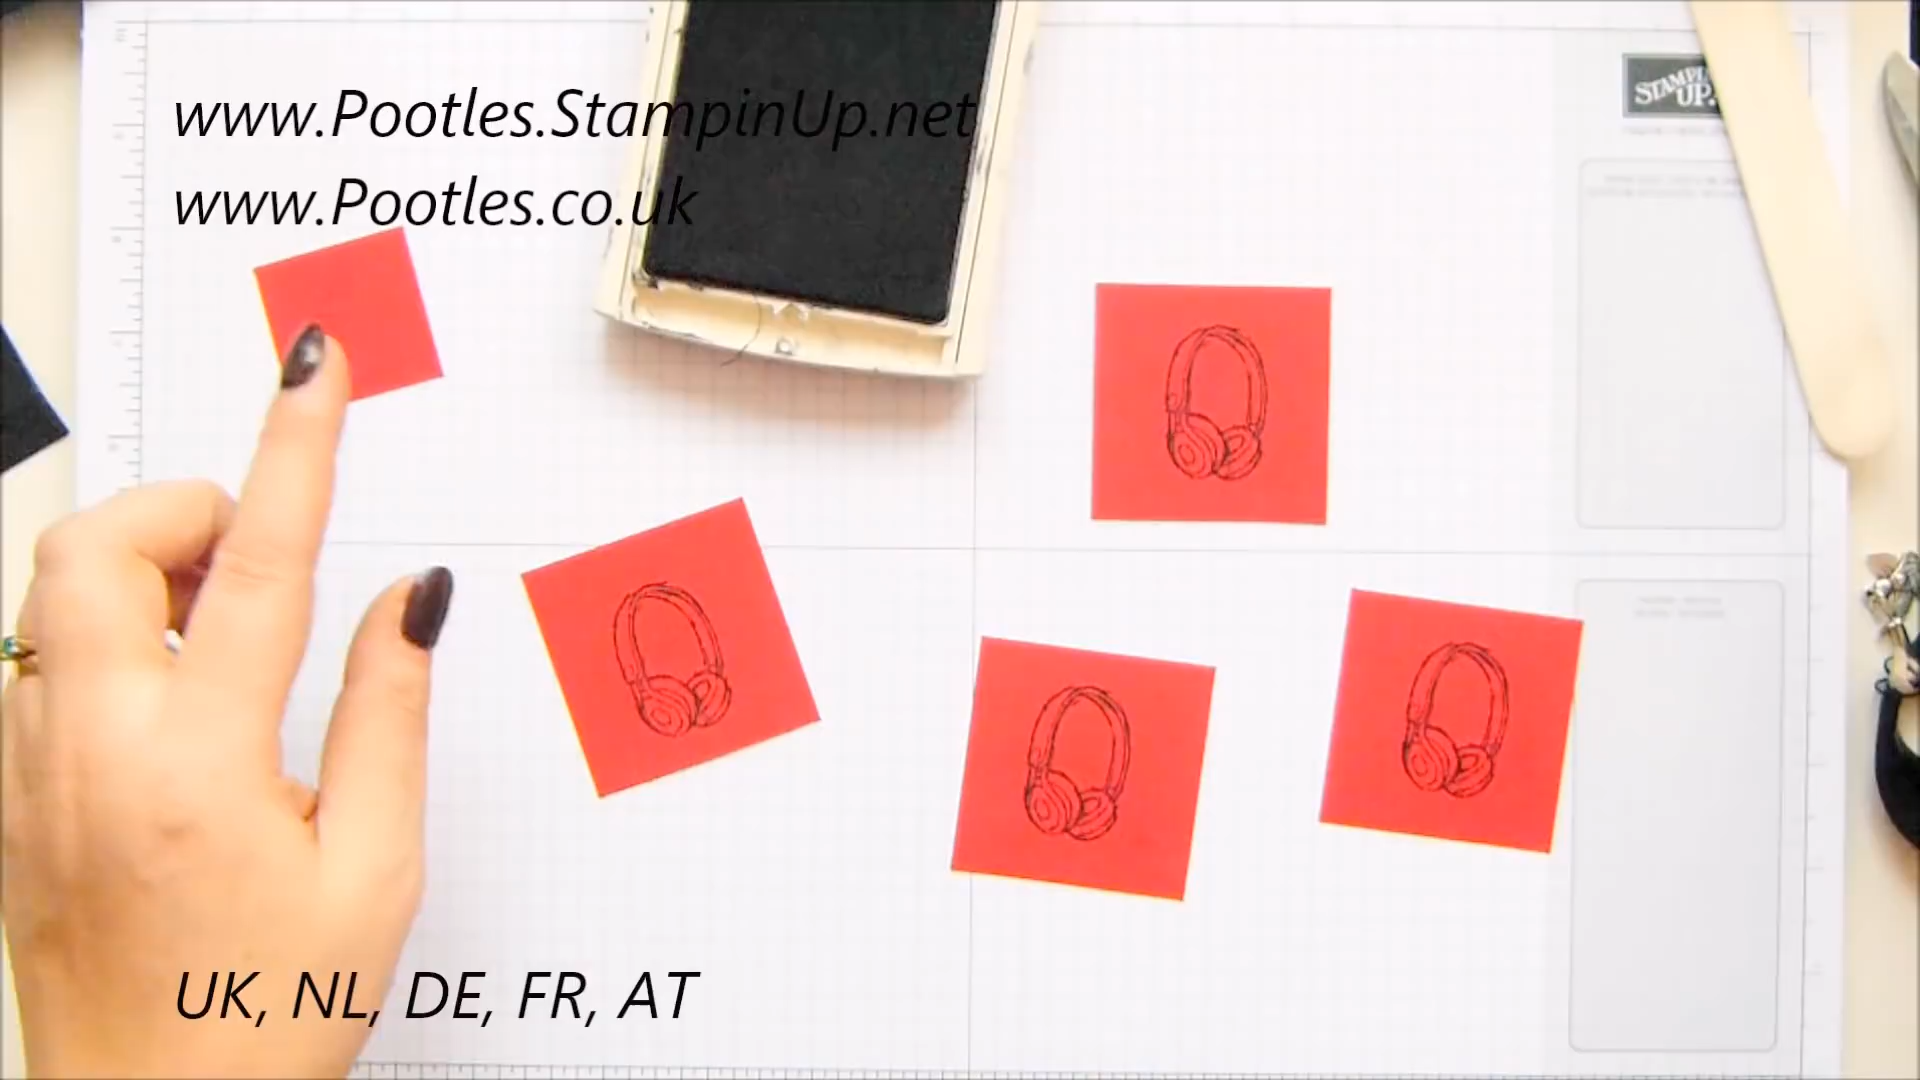 www.Pootles.StampinUp.net
www.Pootles.co.uk
STAMPIN
UP!
UK, NL, DE, FR, AT